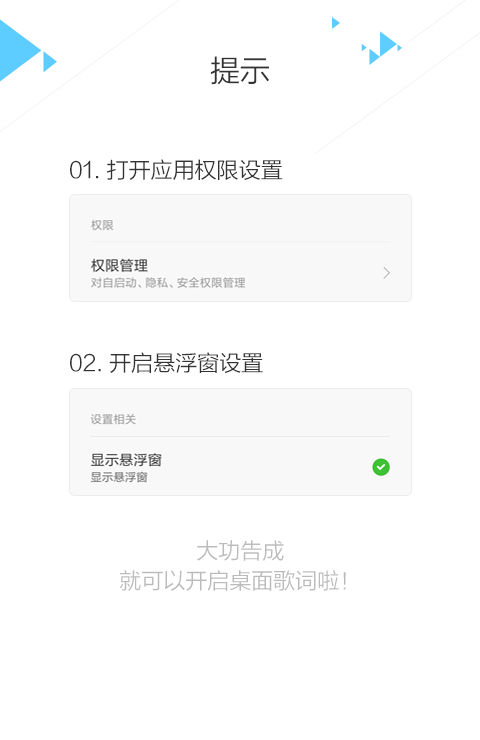 提示
01. 打开应用权限设置
权限
权限管理
对自启动、隐私、安全权限管理
02. 开启悬浮窗设置
设置相关
显示悬浮窗
显示悬浮窗
大功告成
就可以开启桌面歌词啦！